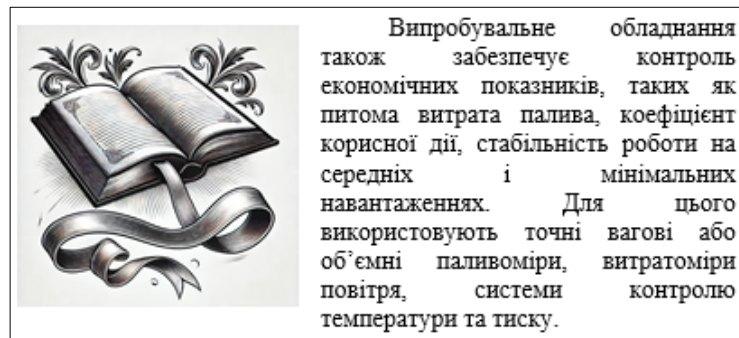 Випробувальне обладнання
також забезпечує контроль
економічних показників, таких як
питома витрата палива, коефіцієнт
корисної дії, стабільність роботи на
середніх і мінімальних
навантаженнях. Для цього
використовують точні вагові або
об’ємні паливоміри, витратоміри
повітря, системи контролю
температури та тиску.